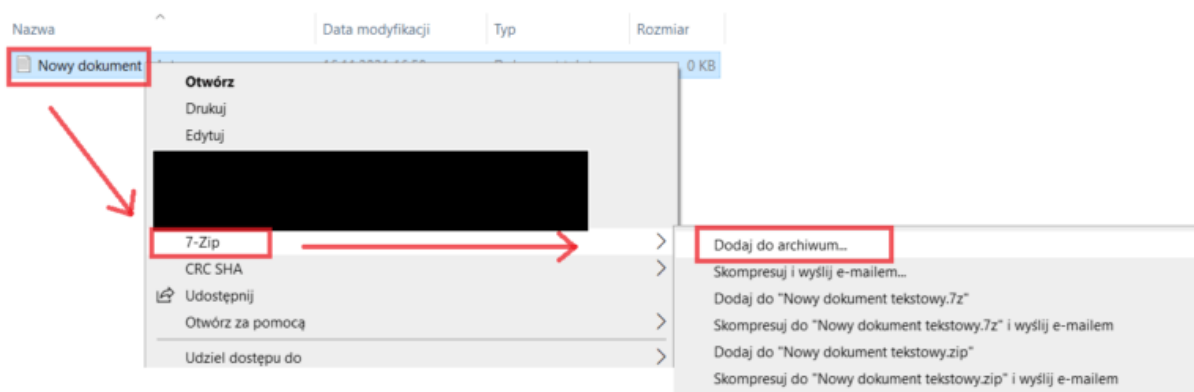 Nazwa Data modyfikacji Typ Rozmiar
Nowy dokument 0 KB
Otwórz
Drukuj
Edytuj
7-Zip
CRC SHA
Udostępnij
Otwórz za pomocą
Udziel dostępu do
Dodaj do archiwum...
Skompresuj i wyślij e-mailem...
Dodaj do "Nowy dokument tekstowy.7z"
Skompresuj do "Nowy dokument tekstowy.7z" i wyślij e-mailem
Dodaj do "Nowy dokument tekstowy.zip"
Skompresuj do "Nowy dokument tekstowy.zip" i wyślij e-mailem